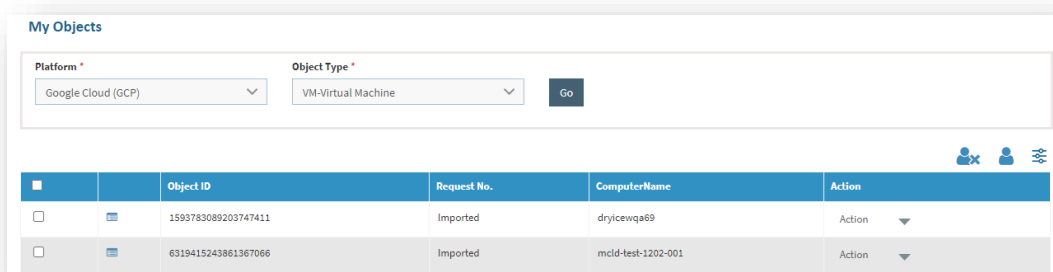 My Objects
Platform * Object Type *
Google Cloud (GCP) VM-Virtual Machine Go
Object ID Request No. ComputerName Action
1593783089203747411 Imported dryicewqa69 Action
6319415243861367066 Imported mcld-test-1202-001 Action